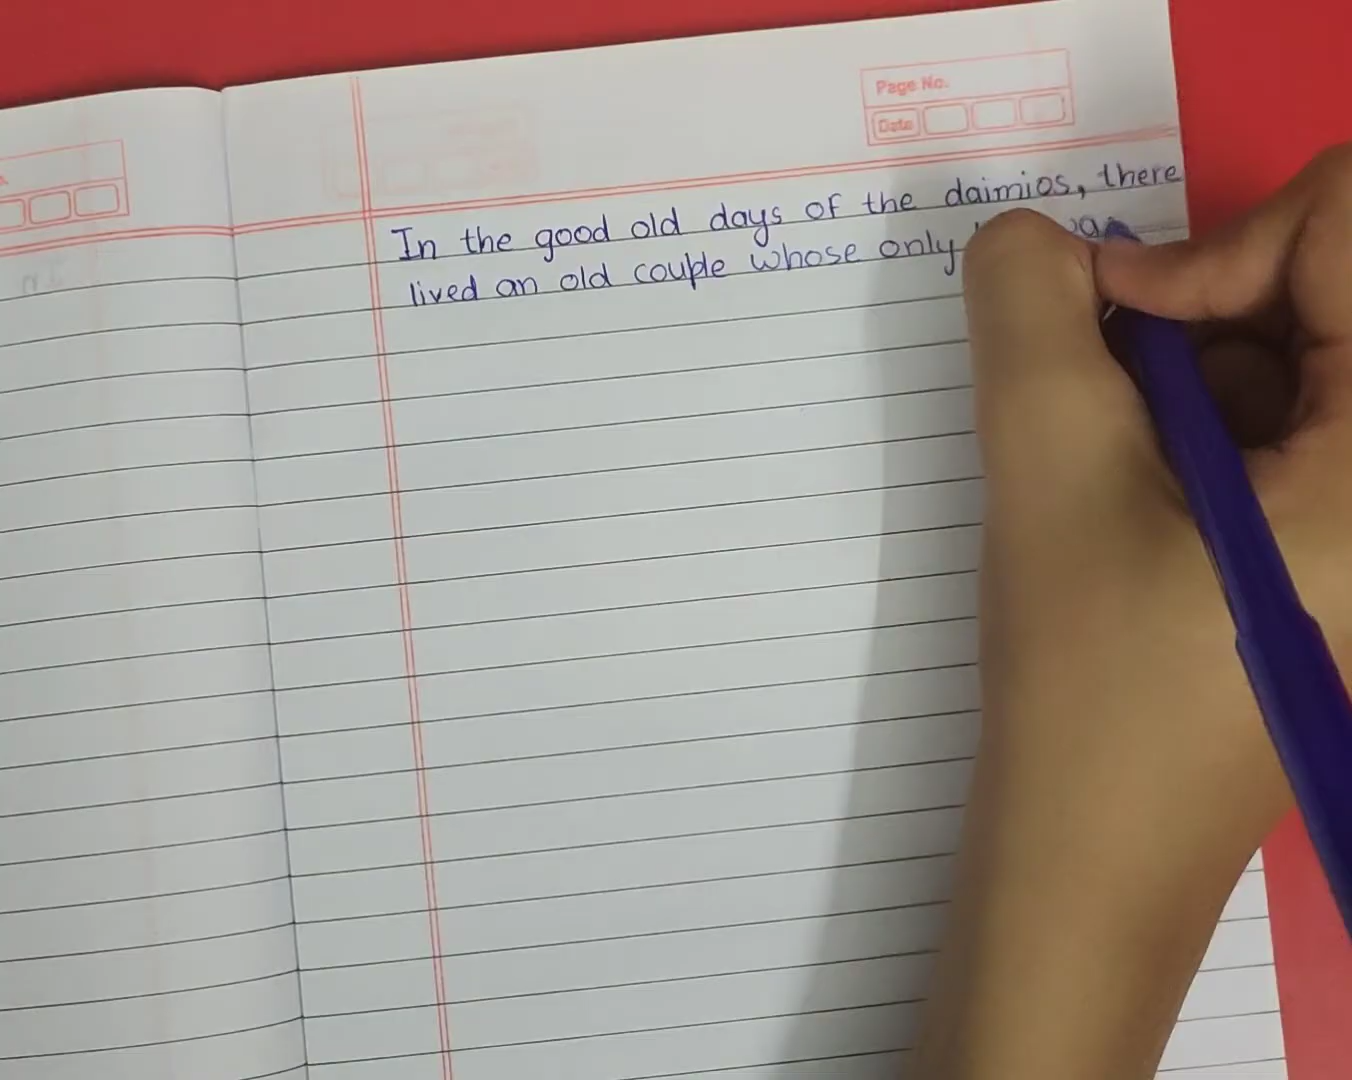 Page No.
Date
In the good old days of the daimios, there
lived an old couple whose only